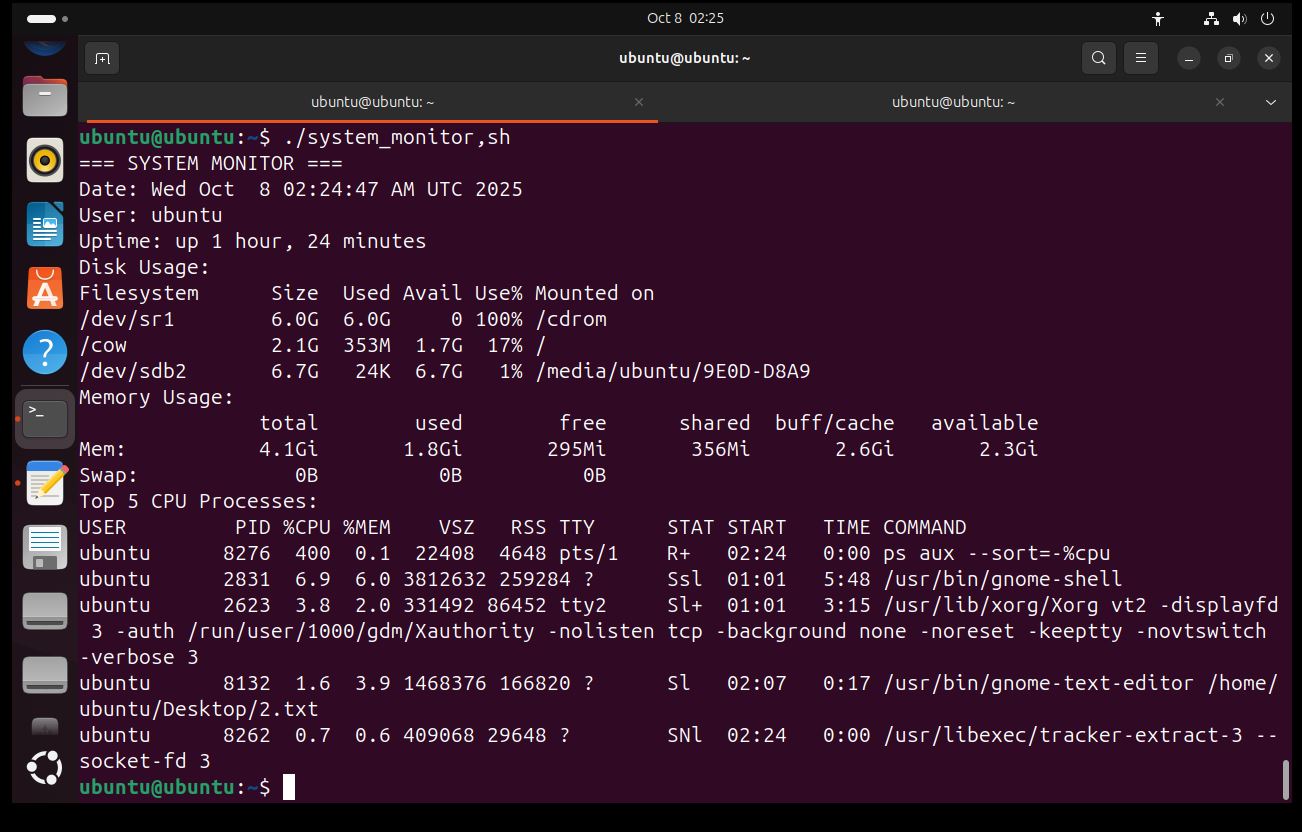 Oct 8 02:25
ubuntu@ubuntu: ~
ubuntu@ubuntu: ~
ubuntu@ubuntu: ~
ubuntu@ubuntu:~$ ./system_monitor,sh
=== SYSTEM MONITOR ===
Date: Wed Oct  8 02:24:47 AM UTC 2025
User: ubuntu
Uptime: up 1 hour, 24 minutes
Disk Usage:
Filesystem      Size  Used Avail Use% Mounted on
/dev/sr1        6.0G  6.0G     0 100% /cdrom
/cow            2.1G  353M  1.7G  17% /
/dev/sdb2       6.7G   24K  6.7G   1% /media/ubuntu/9E0D-D8A9
Memory Usage:
               total        used        free      shared  buff/cache   available
Mem:           4.1Gi       1.8Gi       295Mi       356Mi       2.6Gi       2.3Gi
Swap:             0B          0B          0B
Top 5 CPU Processes:
USER         PID %CPU %MEM    VSZ   RSS TTY      STAT START   TIME COMMAND
ubuntu      8276  400  0.1  22408  4648 pts/1    R+   02:24   0:00 ps aux --sort=-%cpu
ubuntu      2831  6.9  6.0 3812632 259284 ?      Ssl  01:01   5:48 /usr/bin/gnome-shell
ubuntu      2623  3.8  2.0 331492 86452 tty2     Sl+  01:01   3:15 /usr/lib/xorg/Xorg vt2 -displayfd
 3 -auth /run/user/1000/gdm/Xauthority -nolisten tcp -background none -noreset -keeptty -novtswitch
-verbose 3
ubuntu      8132  1.6  3.9 1468376 166820 ?      Sl   02:07   0:17 /usr/bin/gnome-text-editor /home/
ubuntu/Desktop/2.txt
ubuntu      8262  0.7  0.6 409068 29648 ?        SNl  02:24   0:00 /usr/libexec/tracker-extract-3 --
socket-fd 3
ubuntu@ubuntu:~$